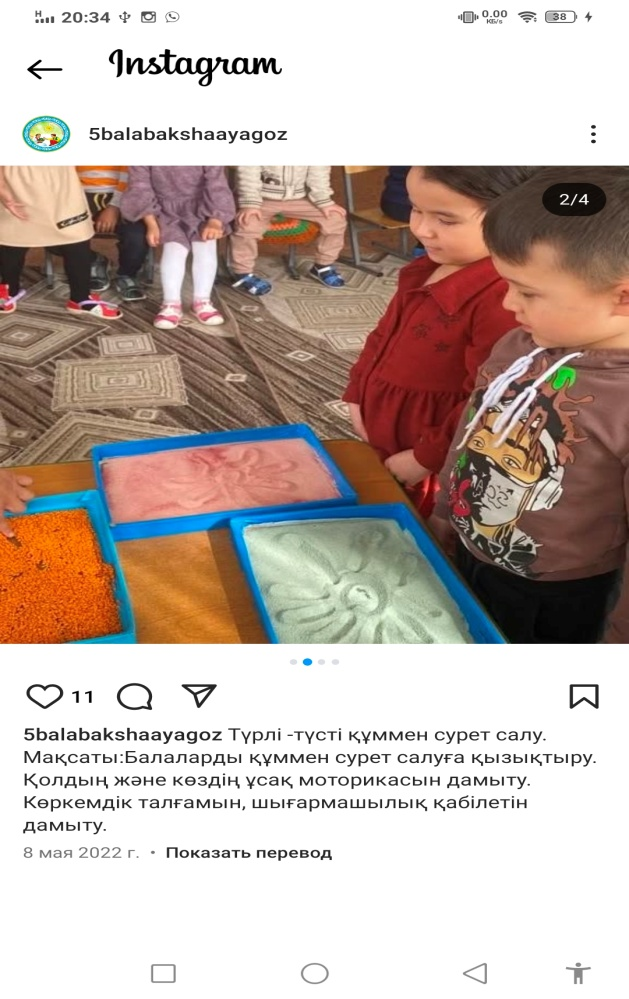 20:34
0.00
КБ/s
38
Instagram
5balabakshaayagoz
2/4
11
5balabakshaayagoz Түрлі -түсті құммен сурет салу.
Мақсаты:Балаларды құммен сурет салуға қызықтыру.
Қолдың және көздің ұсақ моторикасын дамыту.
Көркемдік талғамын, шығармашылық қабілетін
дамыту.
8 мая 2022 г. • Показать перевод